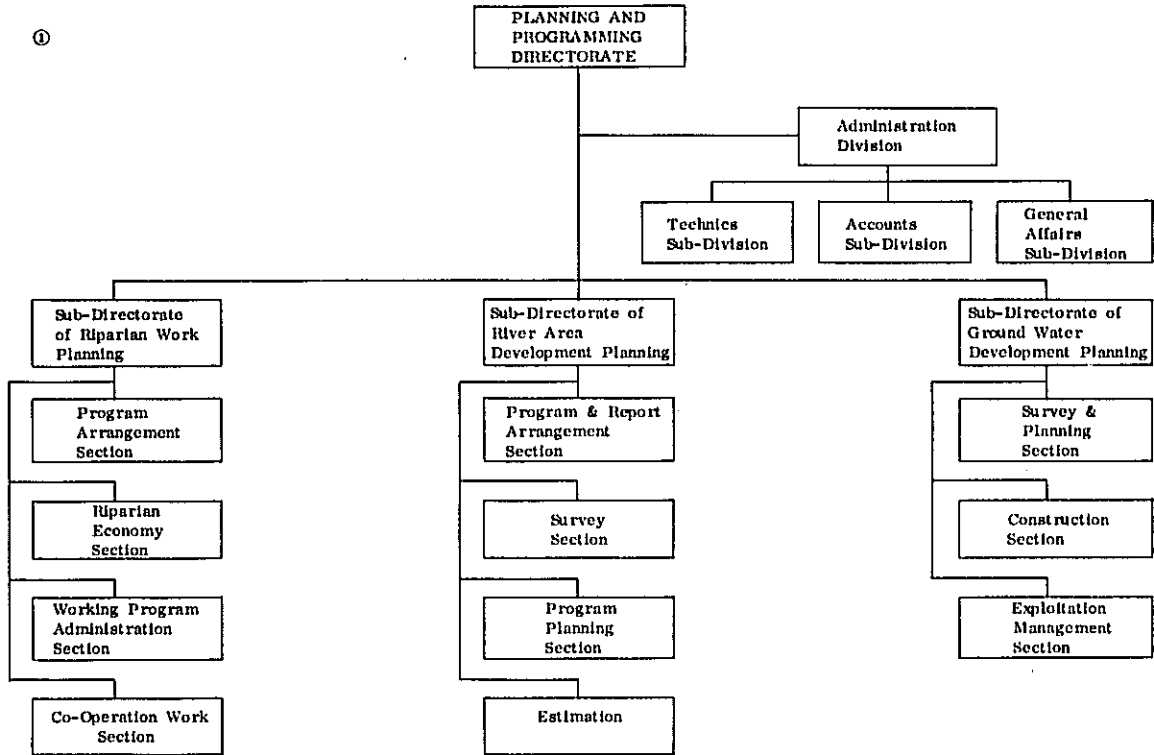 ①
PLANNING AND
PROGRAMMING
DIRECTORATE
Administration
Division
Technics
Sub-Division
Accounts
Sub-Division
General
Affairs
Sub-Division
Sub-Directorate
of Riparian Work
Planning
Sub-Directorate of
River Area
Development Planning
Sub-Directorate of
Ground Water
Development Planning
Program
Arrangement
Section
Program & Report
Arrangement
Section
Survey &
Planning
Section
Riparian
Economy
Section
Survey
Section
Construction
Section
Working Program
Administration
Section
Program
Planning
Section
Exploitation
Management
Section
Co-Operation Work
Section
Estimation